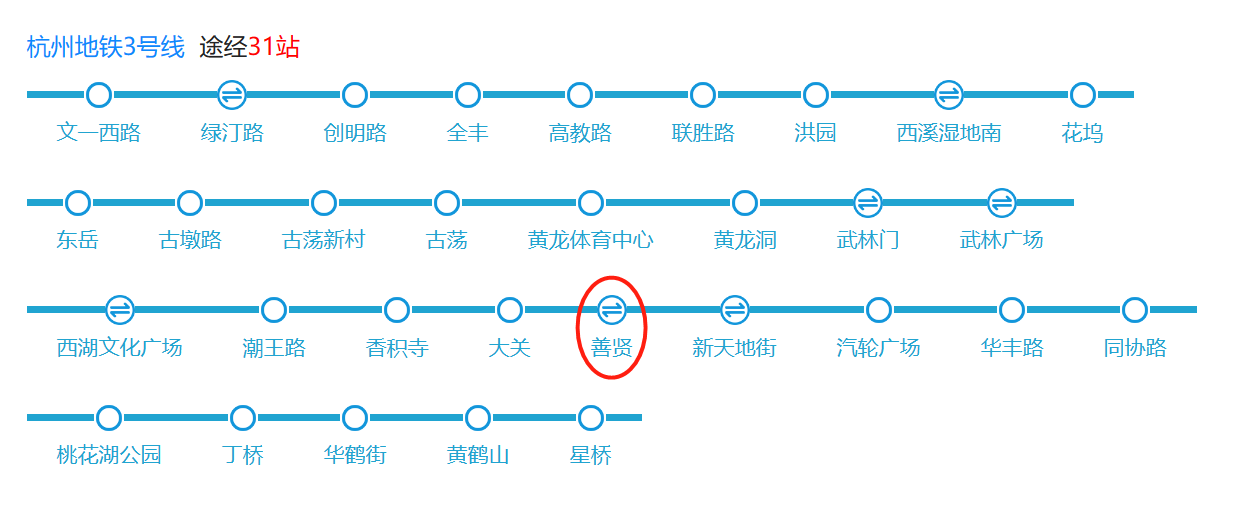 杭州地铁3号线 途经31站
文一西路 绿汀路 创明路 全丰 高教路 联胜路 洪园 西溪湿地南 花坞
东岳 古墩路 古荡新村 古荡 黄龙体育中心 黄龙洞 武林门 武林广场
西湖文化广场 潮王路 香积寺 大关 善贤 新天地街 汽轮广场 华丰路 同协路
桃花湖公园 丁桥 华鹤街 黄鹤山 星桥